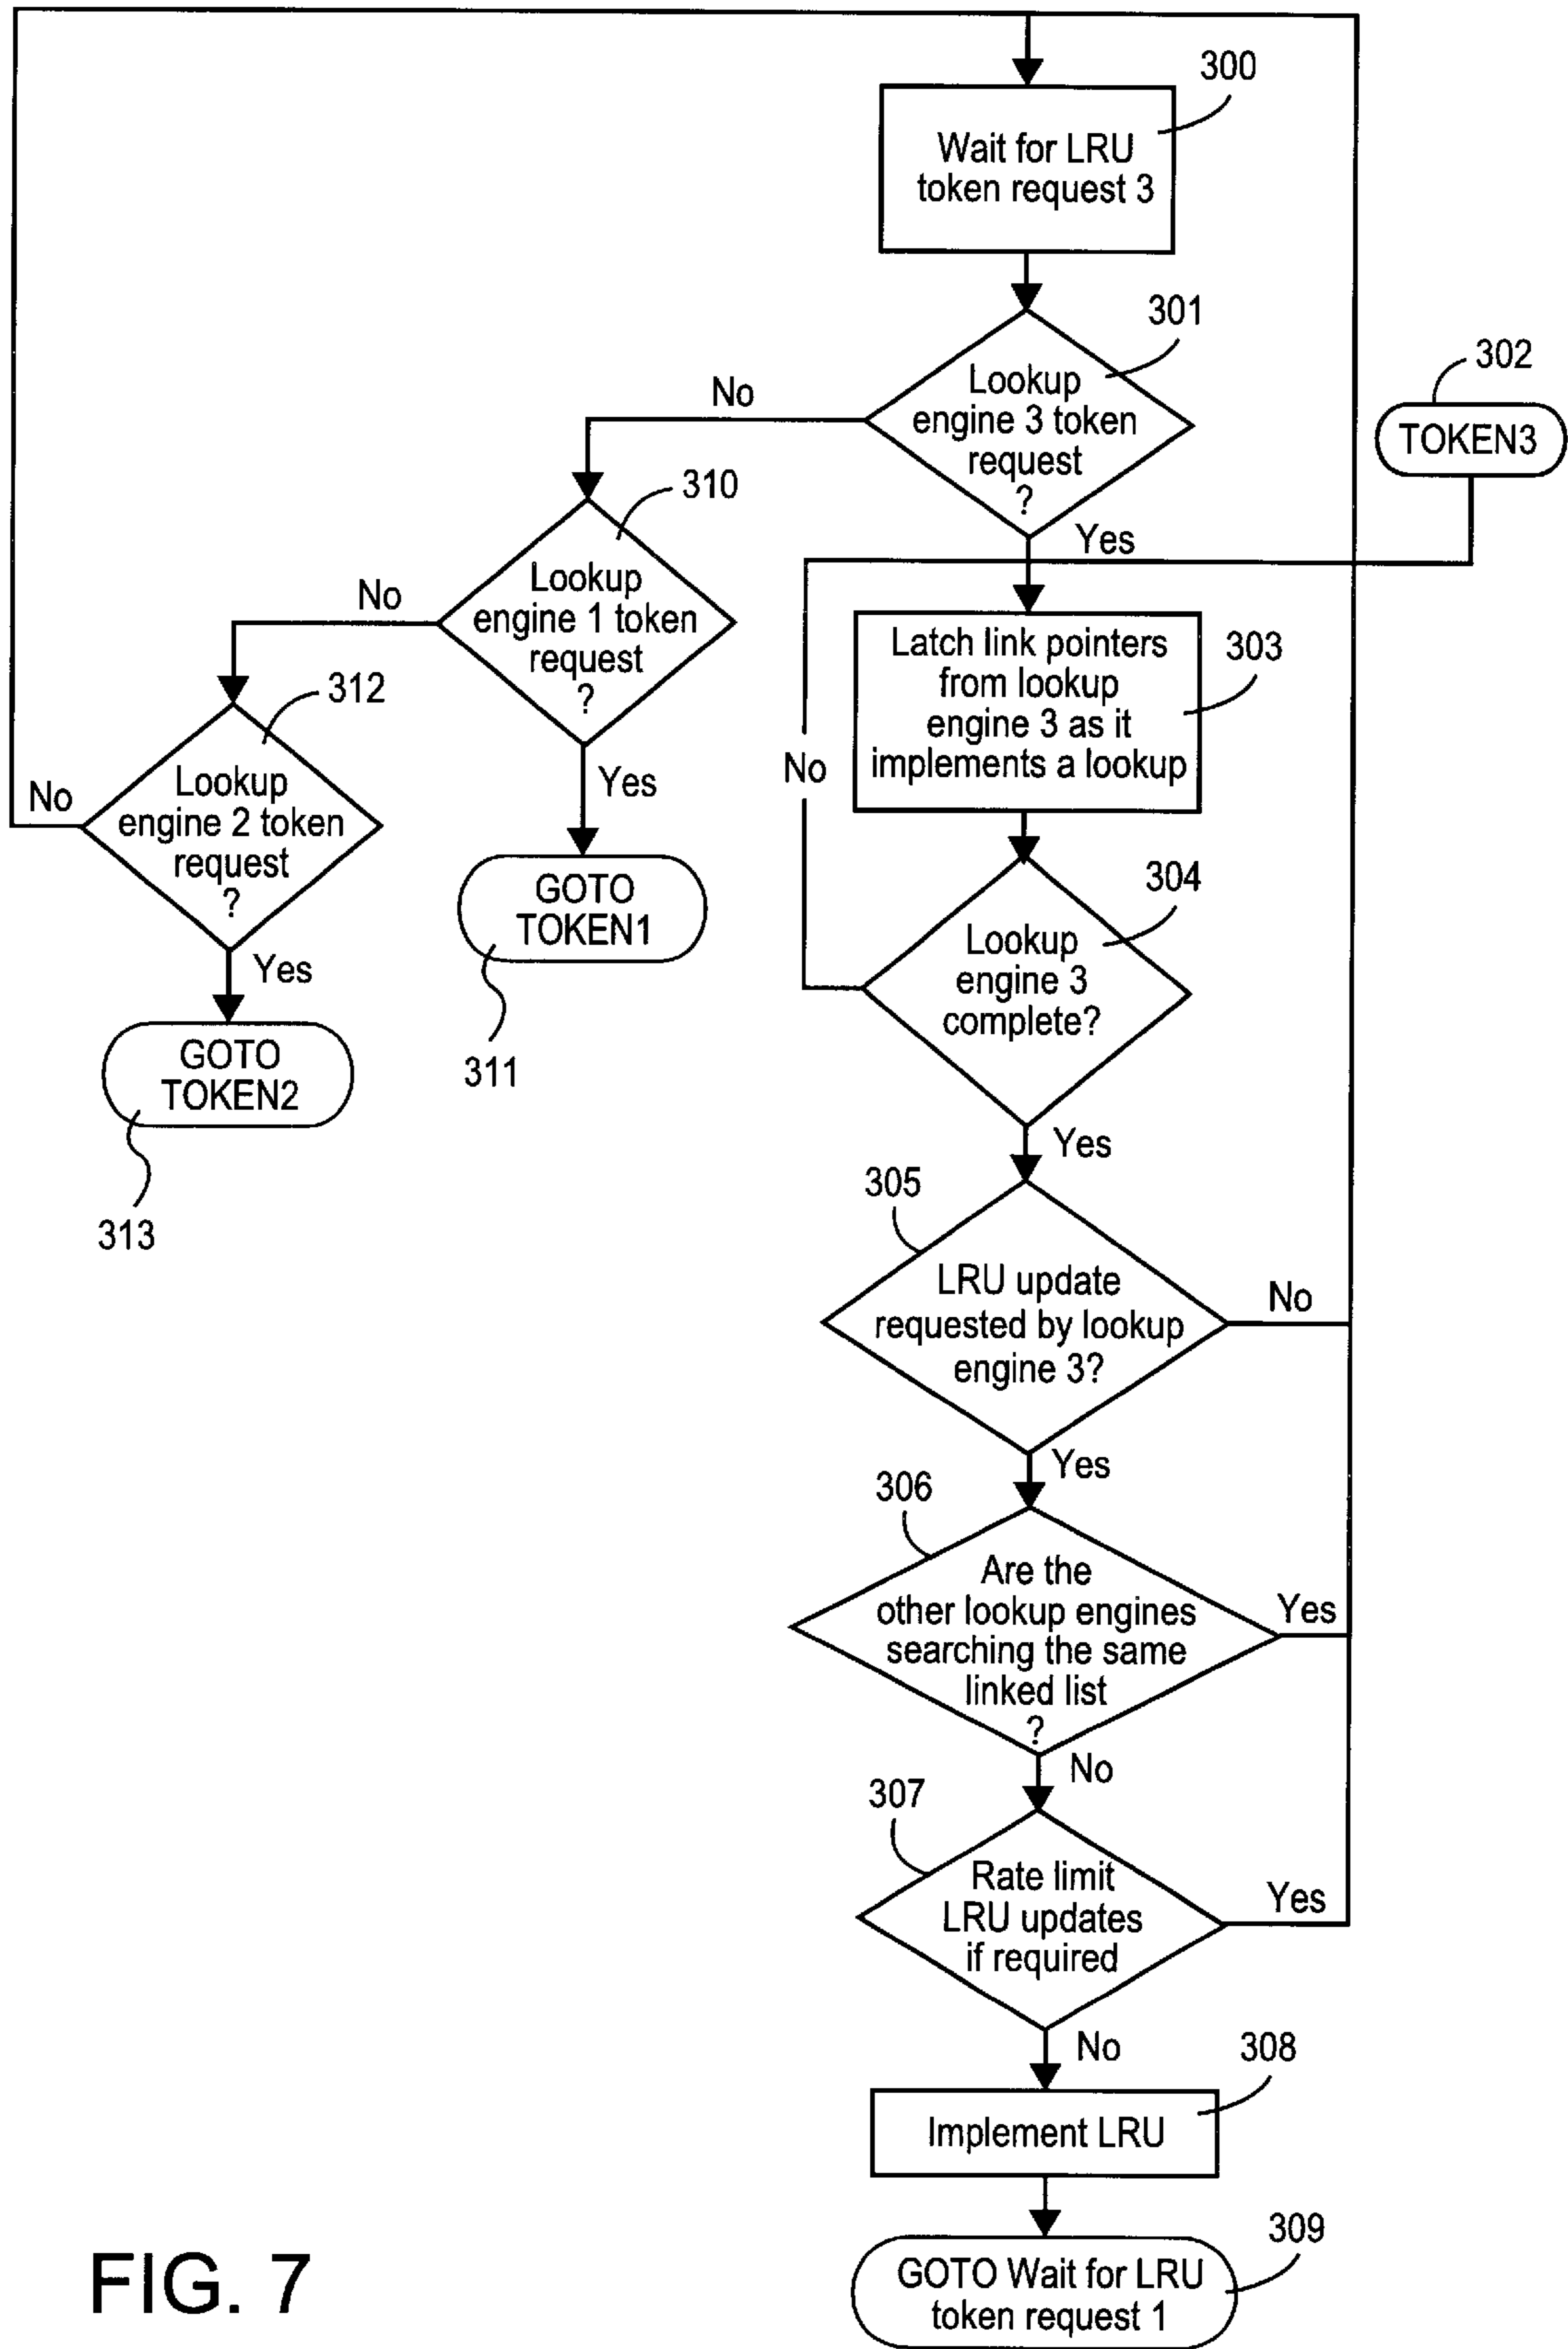 300
Wait for LRU
token request 3
301
Lookup
engine 3 token
request
?
No
Yes
302
TOKEN3
310
Lookup
engine 1 token
request
?
No
Yes
312
Lookup
engine 2 token
request
?
No
Yes
GOTO
TOKEN1
311
GOTO
TOKEN2
313
Latch link pointers
from lookup
engine 3 as it
implements a lookup
303
No
304
Lookup
engine 3
complete?
Yes
305
LRU update
requested by lookup
engine 3?
No
Yes
306
Are the
other lookup engines
searching the same
linked list
?
Yes
No
307
Rate limit
LRU updates
if required
Yes
No
308
Implement LRU
309
GOTO Wait for LRU
token request 1
FIG. 7